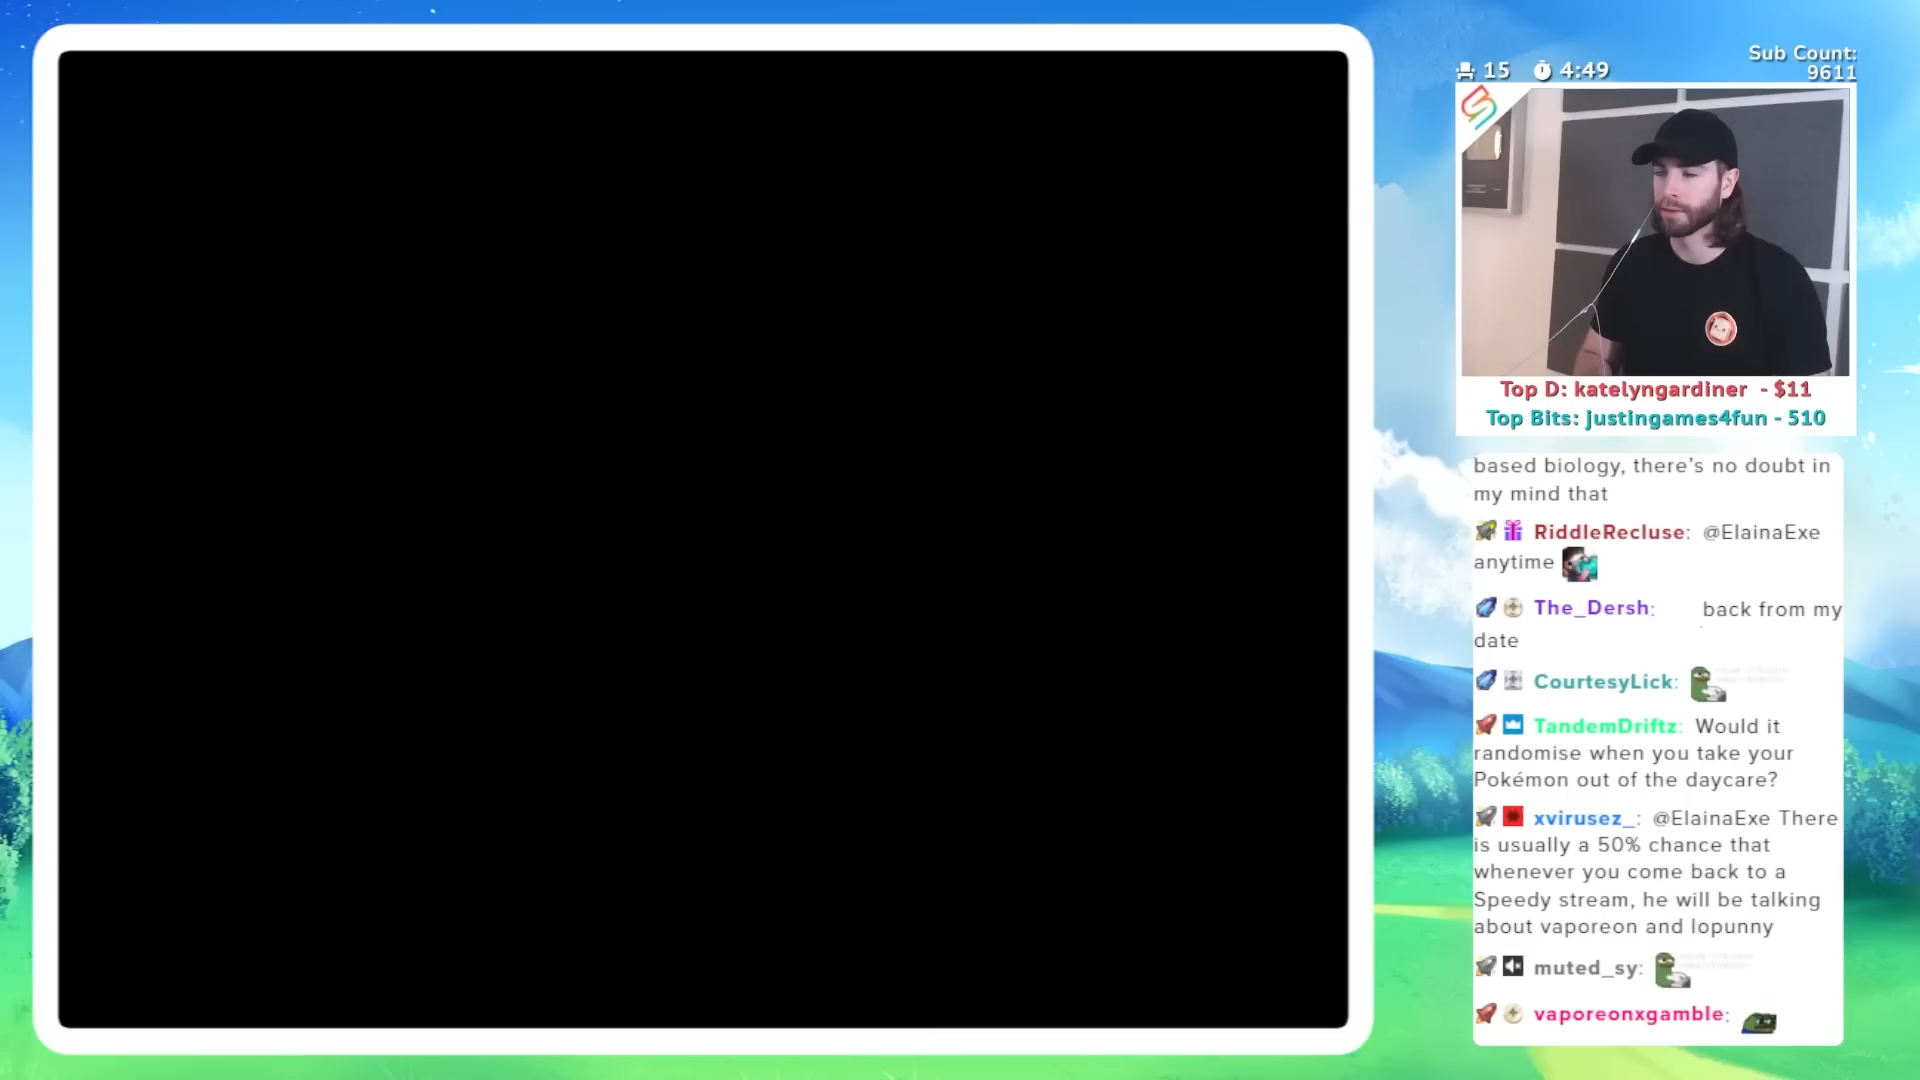 15 4:49
Sub Count:
9611
Top D: katelyngardiner - $11
Top Bits: justingames4fun - 510
based biology, there's no doubt in
my mind that
RiddleRecluse: @ElainaExe
anytime
The_Dersh: back from my
date
CourtesyLick:
TandemDriftz: Would it
randomise when you take your
Pokémon out of the daycare?
xvirusez_: @ElainaExe There
is usually a 50% chance that
whenever you come back to a
Speedy stream, he will be talking
about vaporeon and lopunny
muted_sy:
vaporeonxgamble: